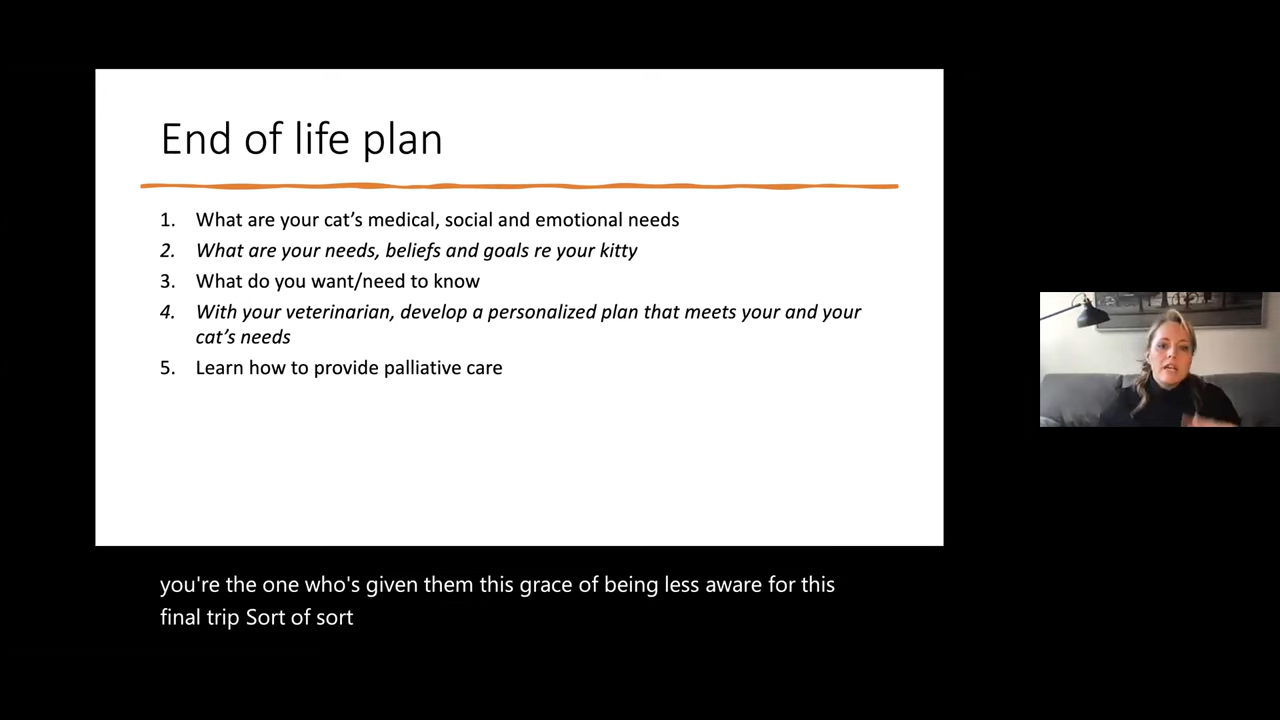 End of life plan
1. What are your cat's medical, social and emotional needs
2. What are your needs, beliefs and goals re your kitty
3. What do you want/need to know
4. With your veterinarian, develop a personalized plan that meets your and your
cat's needs
5. Learn how to provide palliative care
you're the one who's given them this grace of being less aware for this
final trip Sort of sort